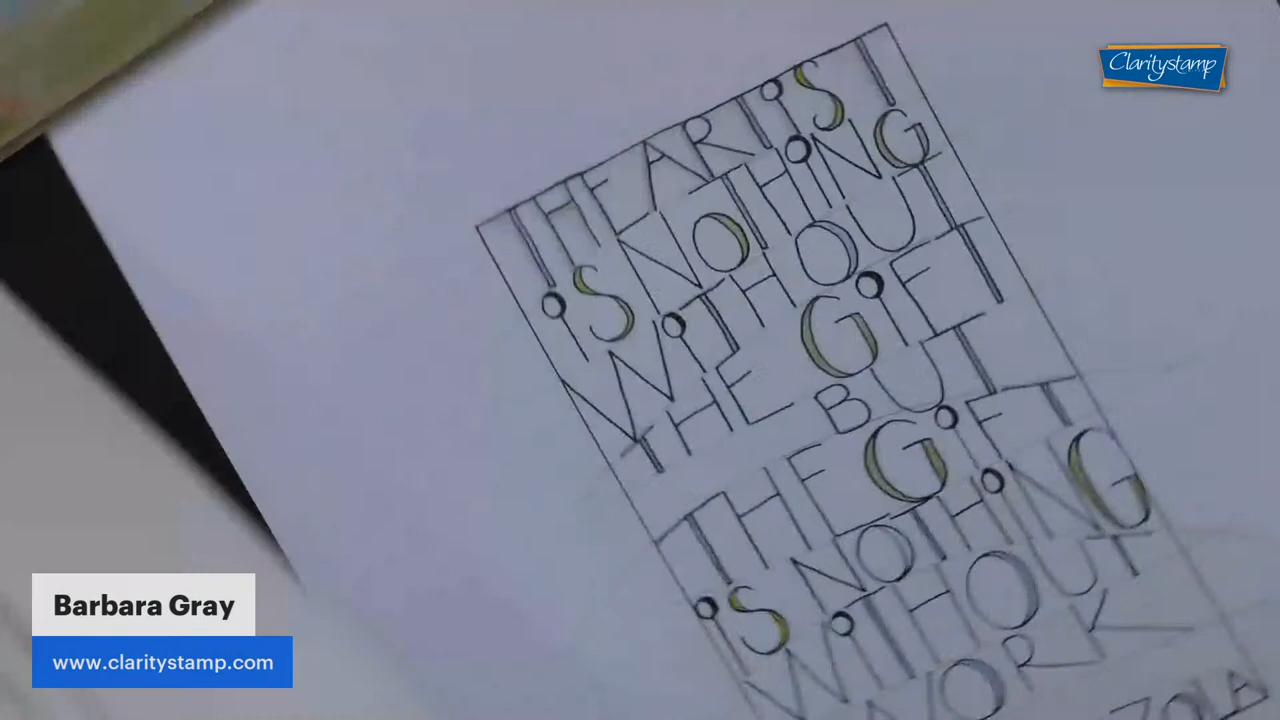 Claritystamp
THE ARTiST
iS NOTHiNG
WiTHOUT
THE GiFT
BUT
THE GiFT
iS NOTHiNG
WiTHOUT
WORK
ZOLA
Barbara Gray
www.claritystamp.com